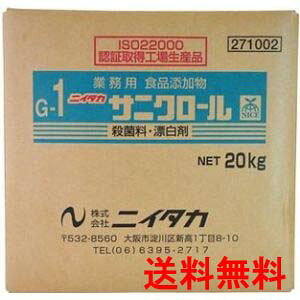 ISO22000
認証取得工場生産品
271002
業務用 食品添加物
G-1
ニイタカ
サニクロール
NICE
殺菌料・漂白剤
NET 20kg
株式会社 ニイタカ
〒532-8560 大阪市淀川区新高1丁目8-10
TEL(06)6395-2717
送料無料